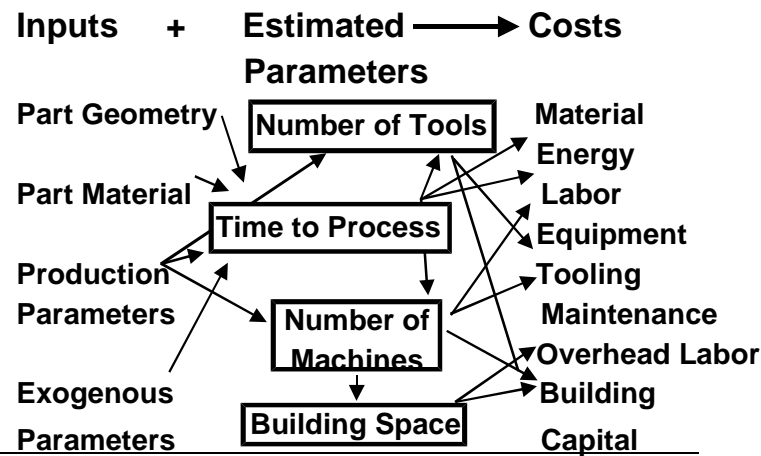 Inputs + Estimated Costs
Parameters
Part Geometry
Number of Tools
Material
Energy
Part Material
Labor
Time to Process
Equipment
Production
Tooling
Parameters
Number of
Machines
Maintenance
Overhead Labor
Exogenous
Building
Parameters
Building Space
Capital